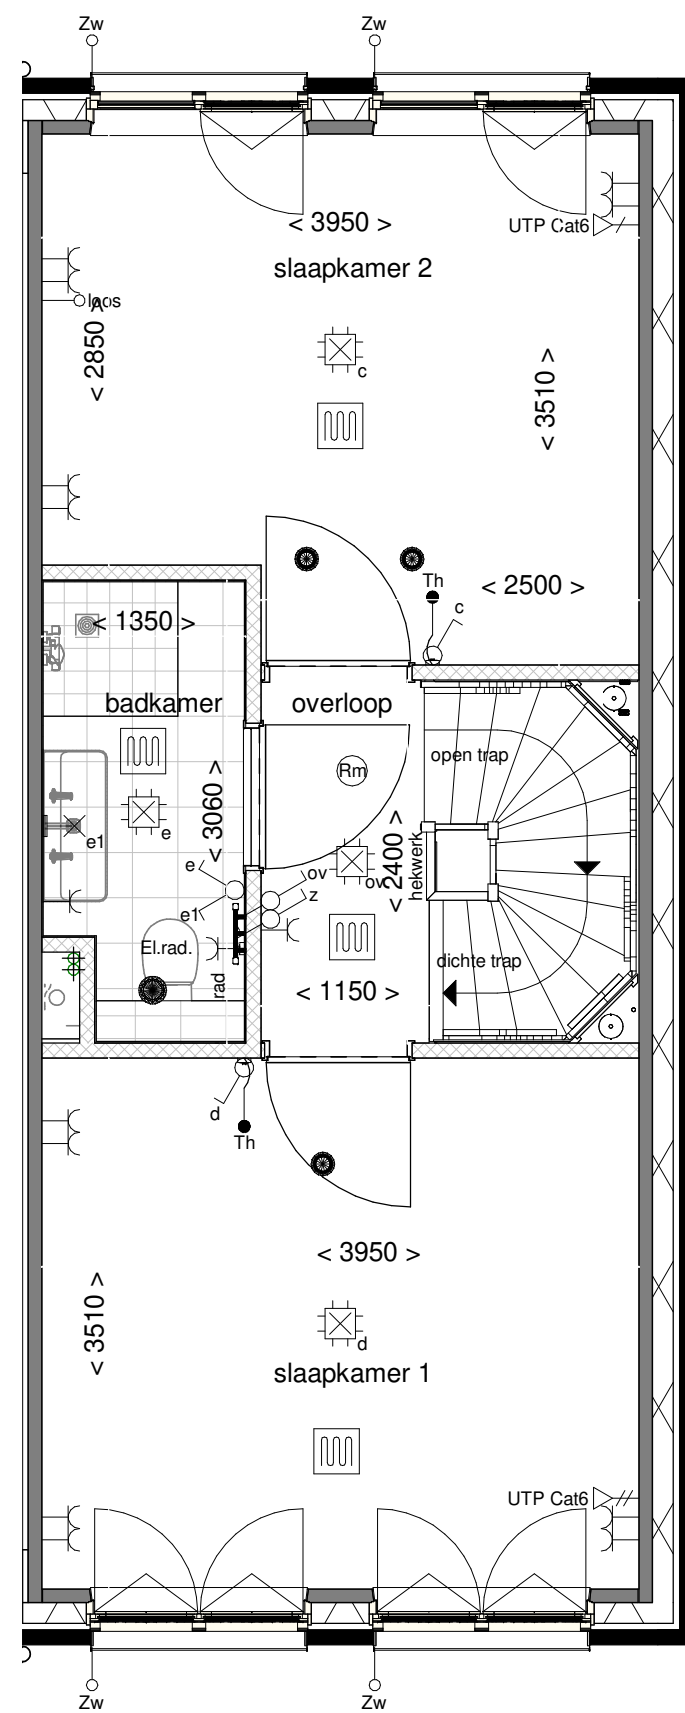 Zw
Zw
< 3950 >
UTP Cat6
slaapkamer 2
loos
< 2850 >
c
< 3510 >
Th
< 2500 >
c
< 1350 >
badkamer
overloop
open trap
Rm
< 3060 >
e
e1
< 2400 >
hekwerk
e
ov
ov
z
e1
El.rad.
rad
dichte trap
< 1150 >
d
Th
< 3950 >
< 3510 >
d
slaapkamer 1
UTP Cat6
Zw
Zw